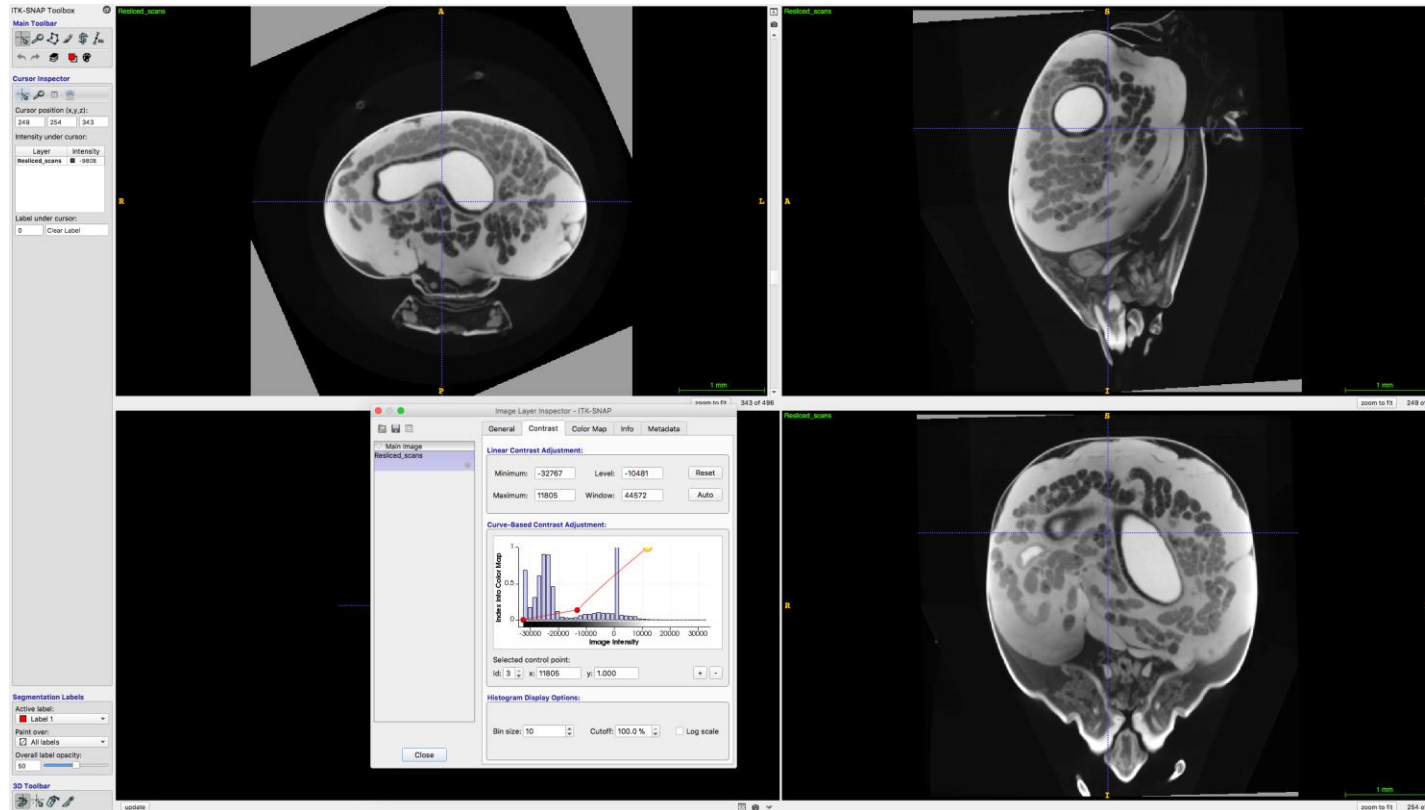 ITK-SNAP Toolbox
Main Toolbar
Cursor Inspector
Cursor position (x,y,z):
249 254 343
Intensity under cursor:
Layer Intensity
Resliced_scans -9808
Label under cursor:
0 Clear Label
Segmentation Labels
Active label:
Label 1
Paint over:
All labels
Overall label opacity:
50
3D Toolbar
Resliced_scans
A
R
L
P
1 mm
zoom to fit 343 of 496
Resliced_scans
S
A
I
1 mm
zoom to fit 249 of
update
Image Layer Inspector - ITK-SNAP
Main Image
Resliced_scans
Close
General Contrast Color Map Info Metadata
Linear Contrast Adjustment:
Minimum: -32767 Level: -10481 Reset
Maximum: 11805 Window: 44572 Auto
Curve-Based Contrast Adjustment:
Index into Color Map
1
0.5
0
-30000 -20000 -10000 0 10000 20000 30000
Image Intensity
Selected control point:
Id: 3 x: 11805 y: 1.000 + -
Histogram Display Options:
Bin size: 10 Cutoff: 100.0 % Log scale
Resliced_scans
S
R
I
1 mm
zoom to fit 254 of